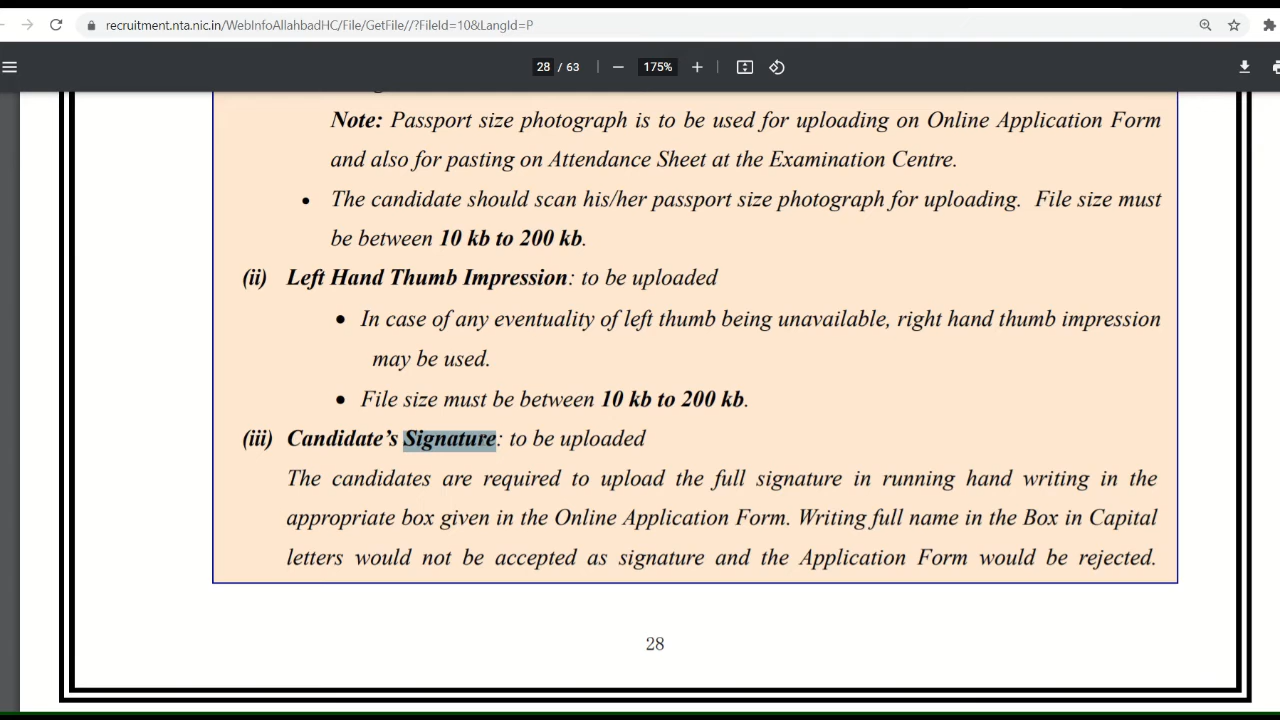 recruitment.nta.nic.in/WebInfoAllahbadHC/File/GetFile//?FileId=10&LangId=P
28 / 63
175%
Note: Passport size photograph is to be used for uploading on Online Application Form
and also for pasting on Attendance Sheet at the Examination Centre.
• The candidate should scan his/her passport size photograph for uploading. File size must
be between 10 kb to 200 kb.
(ii) Left Hand Thumb Impression: to be uploaded
• In case of any eventuality of left thumb being unavailable, right hand thumb impression
may be used.
• File size must be between 10 kb to 200 kb.
(iii) Candidate’s Signature: to be uploaded
The candidates are required to upload the full signature in running hand writing in the
appropriate box given in the Online Application Form. Writing full name in the Box in Capital
letters would not be accepted as signature and the Application Form would be rejected.
28